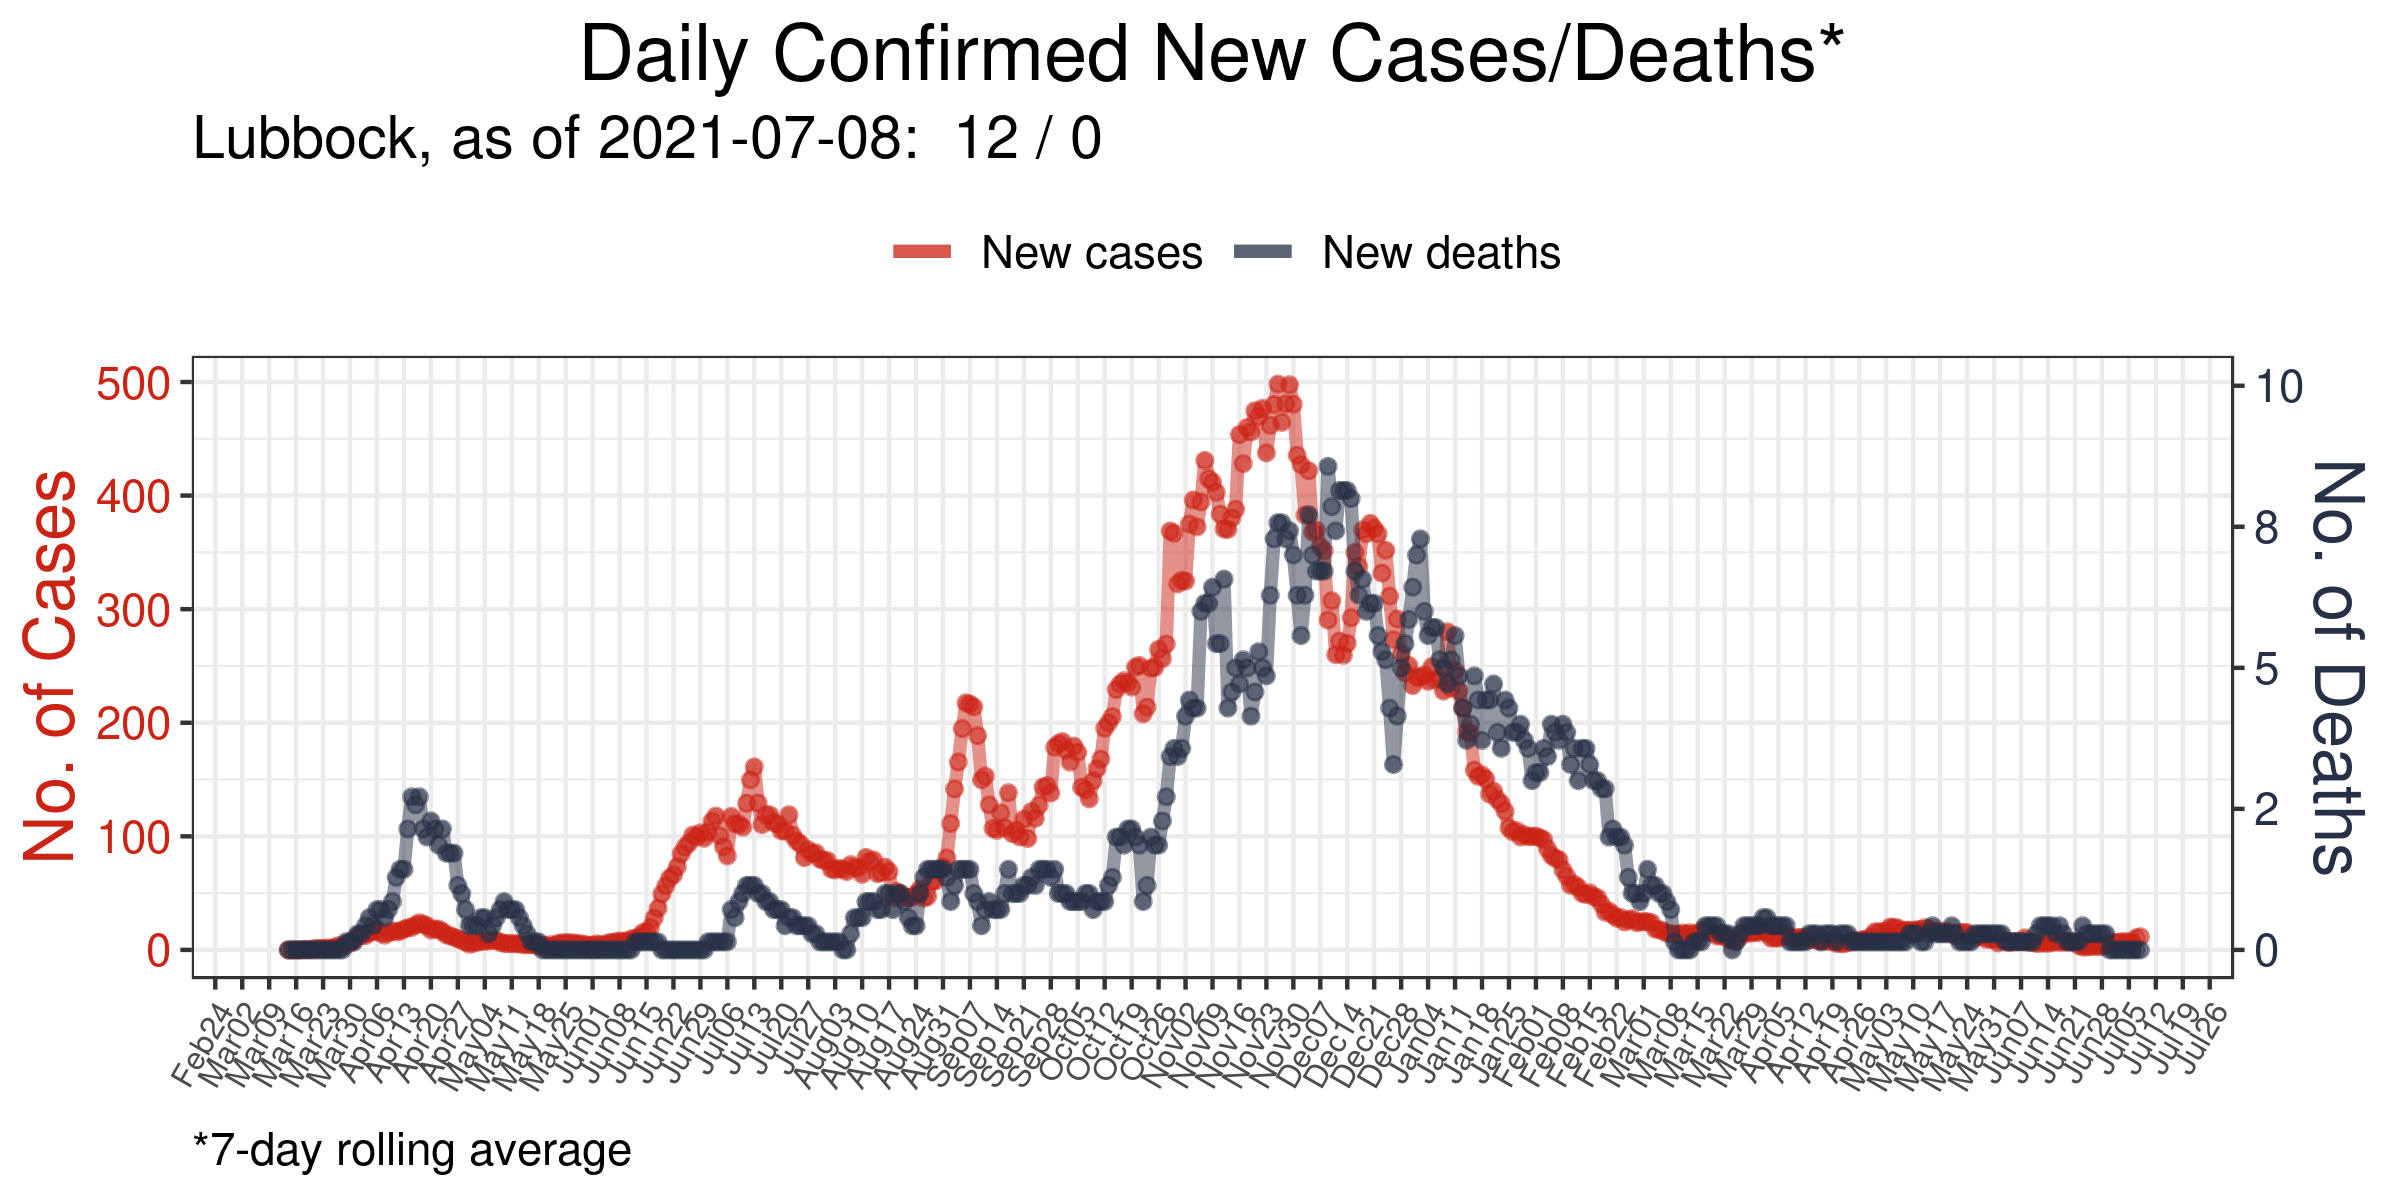 Daily Confirmed New Cases/Deaths*
Lubbock, as of 2021-07-08:  12 / 0
New cases
New deaths
No. of Cases
500
400
300
200
100
0
10
8
5
2
0
No. of Deaths
Feb24
Mar02
Mar09
Mar16
Mar23
Mar30
Apr06
Apr13
Apr20
Apr27
May04
May11
May18
May25
Jun01
Jun08
Jun15
Jun22
Jun29
Jul06
Jul13
Jul20
Jul27
Aug03
Aug10
Aug17
Aug24
Aug31
Sep07
Sep14
Sep21
Sep28
Oct05
Oct12
Oct19
Oct26
Nov02
Nov09
Nov16
Nov23
Nov30
Dec07
Dec14
Dec21
Dec28
Jan04
Jan11
Jan18
Jan25
Feb01
Feb08
Feb15
Feb22
Mar01
Mar08
Mar15
Mar22
Mar29
Apr05
Apr12
Apr19
Apr26
May03
May10
May17
May24
May31
Jun07
Jun14
Jun21
Jun28
Jul05
Jul12
Jul19
Jul26
*7-day rolling average